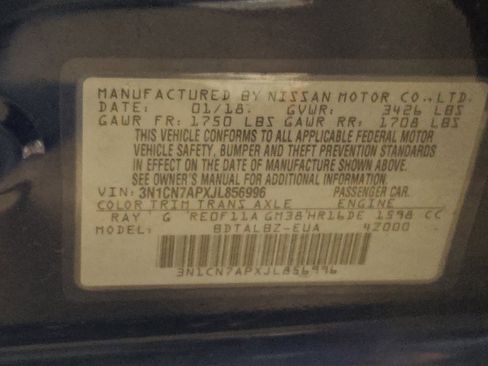 MANUFACTURED BY NISSAN MOTOR CO.,LTD.
DATE: 01/18. GVWR: 3426 LBS
GAWR FR: 1750 LBS GAWR RR: 1708 LBS
THIS VEHICLE CONFORMS TO ALL APPLICABLE FEDERAL MOTOR
VEHICLE SAFETY, BUMPER AND THEFT PREVENTION STANDARDS
IN EFFECT ON THE DATE OF MANUFACTURE SHOWN ABOVE.
SEE OWNER'S MANUAL FOR ADDITIONAL INFORMATION.
VIN: 3N1CN7APXJL856996 PASSENGER CAR.
COLOR TRIM TRANS AXLE ENGINE
RAY G RE0F11A GM38 HR16DE 1598 CC
MODEL: BDTALBZ-EUA 4Z000
3N1CN7APXJL856996